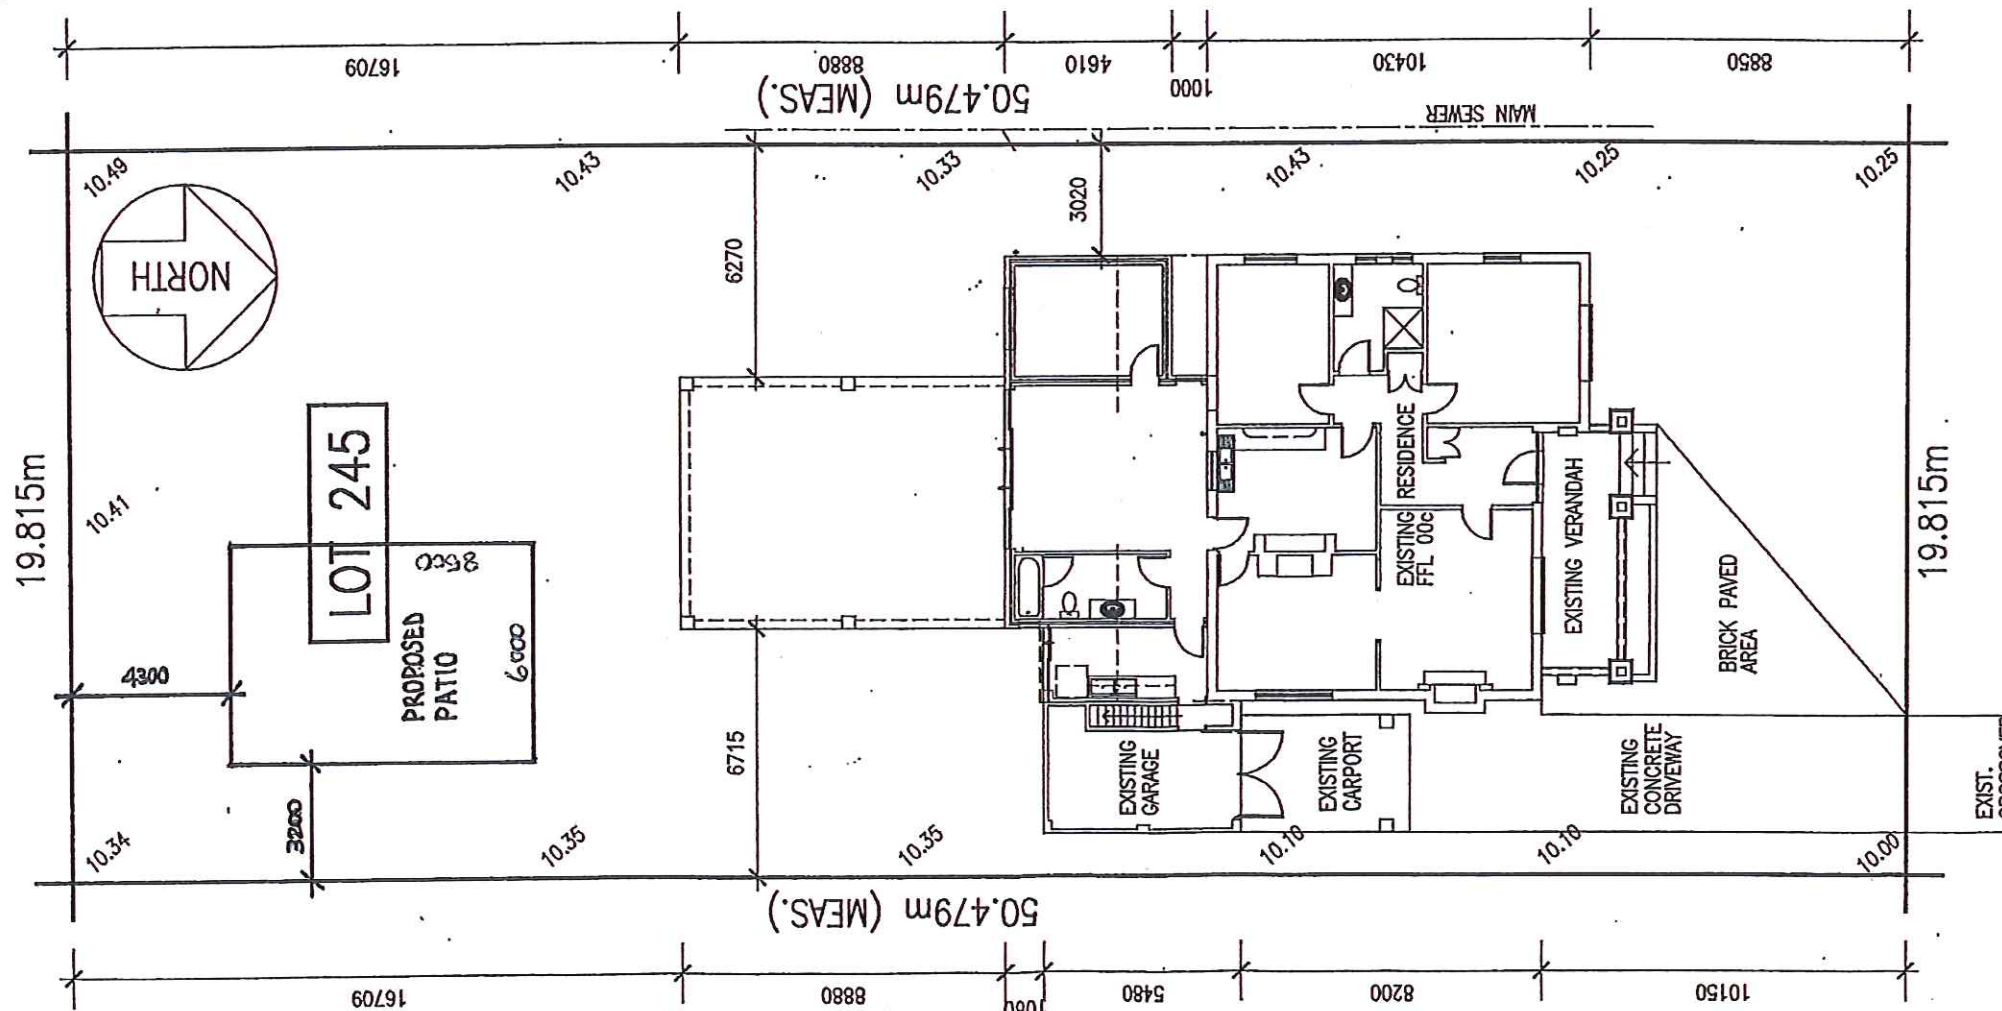 16709
8880
4610
1000
10430
8850
50.479m (MEAS.)
MAIN SEWER
10.49
10.43
10.33
10.43
10.25
10.25
NORTH
6270
3020
19.815m
10.41
LOT 245
8500
PROPOSED
PATIO
6000
4300
3200
6715
RESIDENCE
EXISTING
FFL 00c
EXISTING VERANDAH
BRICK PAVED
AREA
19.815m
EXISTING
GARAGE
EXISTING
CARPORT
EXISTING
CONCRETE
DRIVEWAY
EXIST.
10.34
10.35
10.35
10.10
10.10
10.00
50.479m (MEAS.)
16709
8880
1080
5480
8200
10150